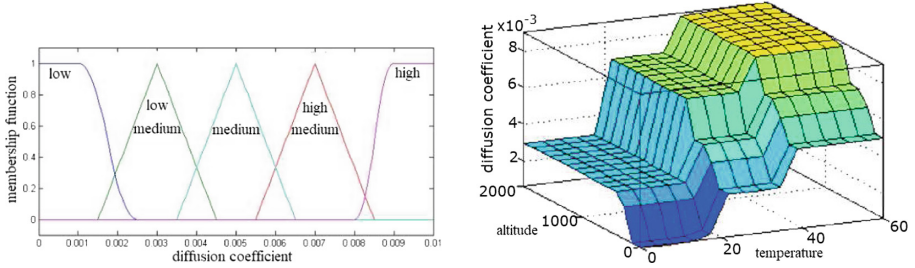 membership function
1
0.8
0.6
0.4
0.2
0
low
low
medium
medium
high
medium
high
0 0.001 0.002 0.003 0.004 0.005 0.006 0.007 0.008 0.009 0.01
diffusion coefficient
x10⁻³
diffusion coefficient
8
6
4
2
2000
1000
0
altitude
0
20
40
60
temperature